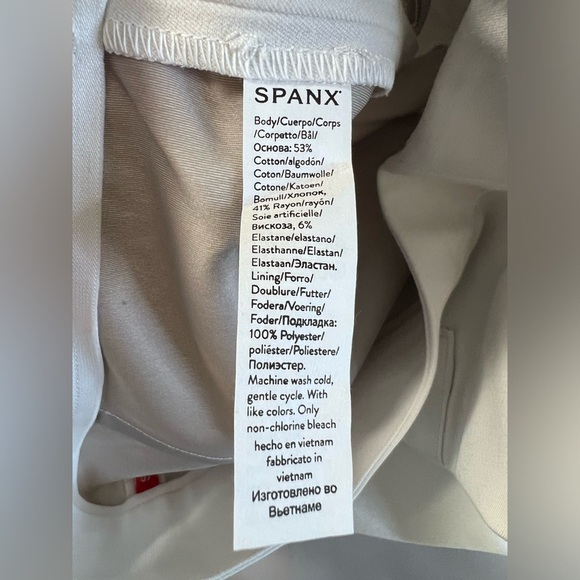 SPANX
Body/Cuerpo/Corps
/Corpetto/Bål/
Основа: 53%
Cotton/algodón/
Coton/Baumwolle/
Cotone/Katoen/
Bomull/Хлопок,
41% Rayon/rayón/
Soie artificielle/
вискоза, 6%
Elastane/elastano/
Elasthanne/Elastan/
Elastaan/Эластан.
Lining/Forro/
Doublure/Futter/
Fodera/Voering/
Foder/Подкладка:
100% Polyester/
poliéster/Poliestere/
Полиэстер.
Machine wash cold,
gentle cycle. With
like colors. Only
non-chlorine bleach
hecho en vietnam
fabbricato in
vietnam
Изготовлено во
Вьетнаме